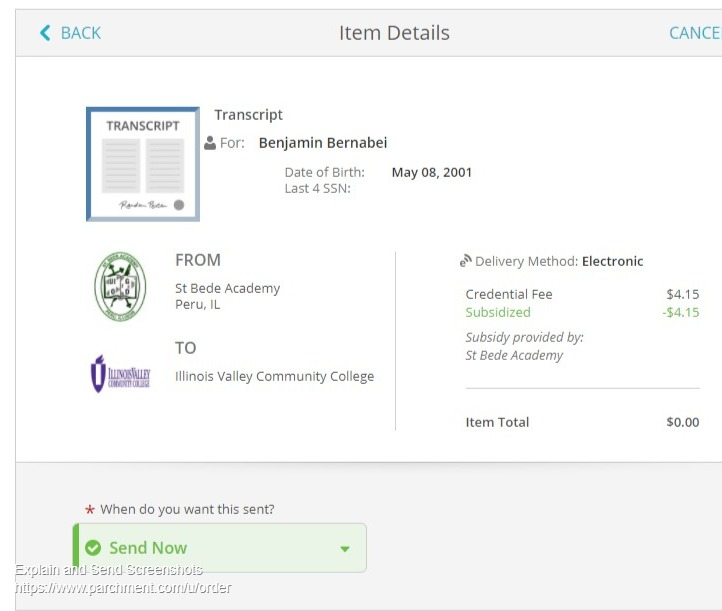 BACK
Item Details
CANCE
TRANSCRIPT
Transcript
For: Benjamin Bernabei
Date of Birth: May 08, 2001
Last 4 SSN:
FROM
St Bede Academy
Peru, IL
TO
ILLINOIS VALLEY
COMMUNITY COLLEGE
Illinois Valley Community College
Delivery Method: Electronic
Credential Fee $4.15
Subsidized -$4.15
Subsidy provided by:
St Bede Academy
Item Total $0.00
* When do you want this sent?
Send Now
Explain and Send Screenshots
https://www.parchment.com/u/order